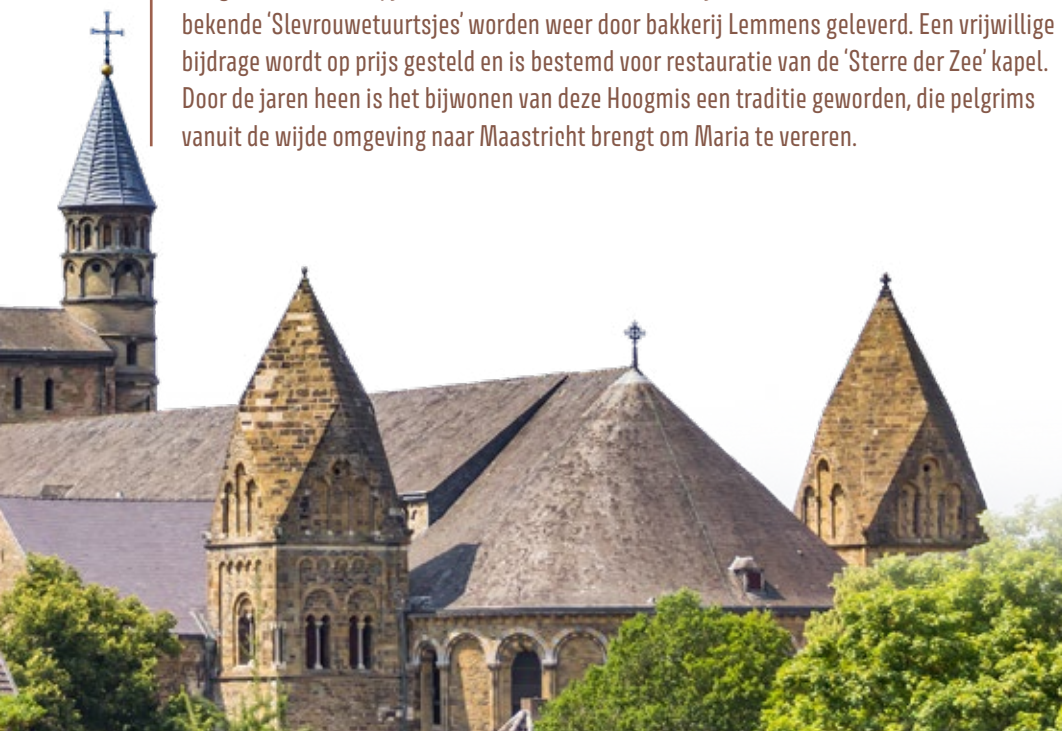 bekende ‘Slevrouwetuurtsjes’ worden weer door bakkerij Lemmens geleverd. Een vrijwillige
bijdrage wordt op prijs gesteld en is bestemd voor restauratie van de ‘Sterre der Zee’ kapel.
Door de jaren heen is het bijwonen van deze Hoogmis een traditie geworden, die pelgrims
vanuit de wijde omgeving naar Maastricht brengt om Maria te vereren.